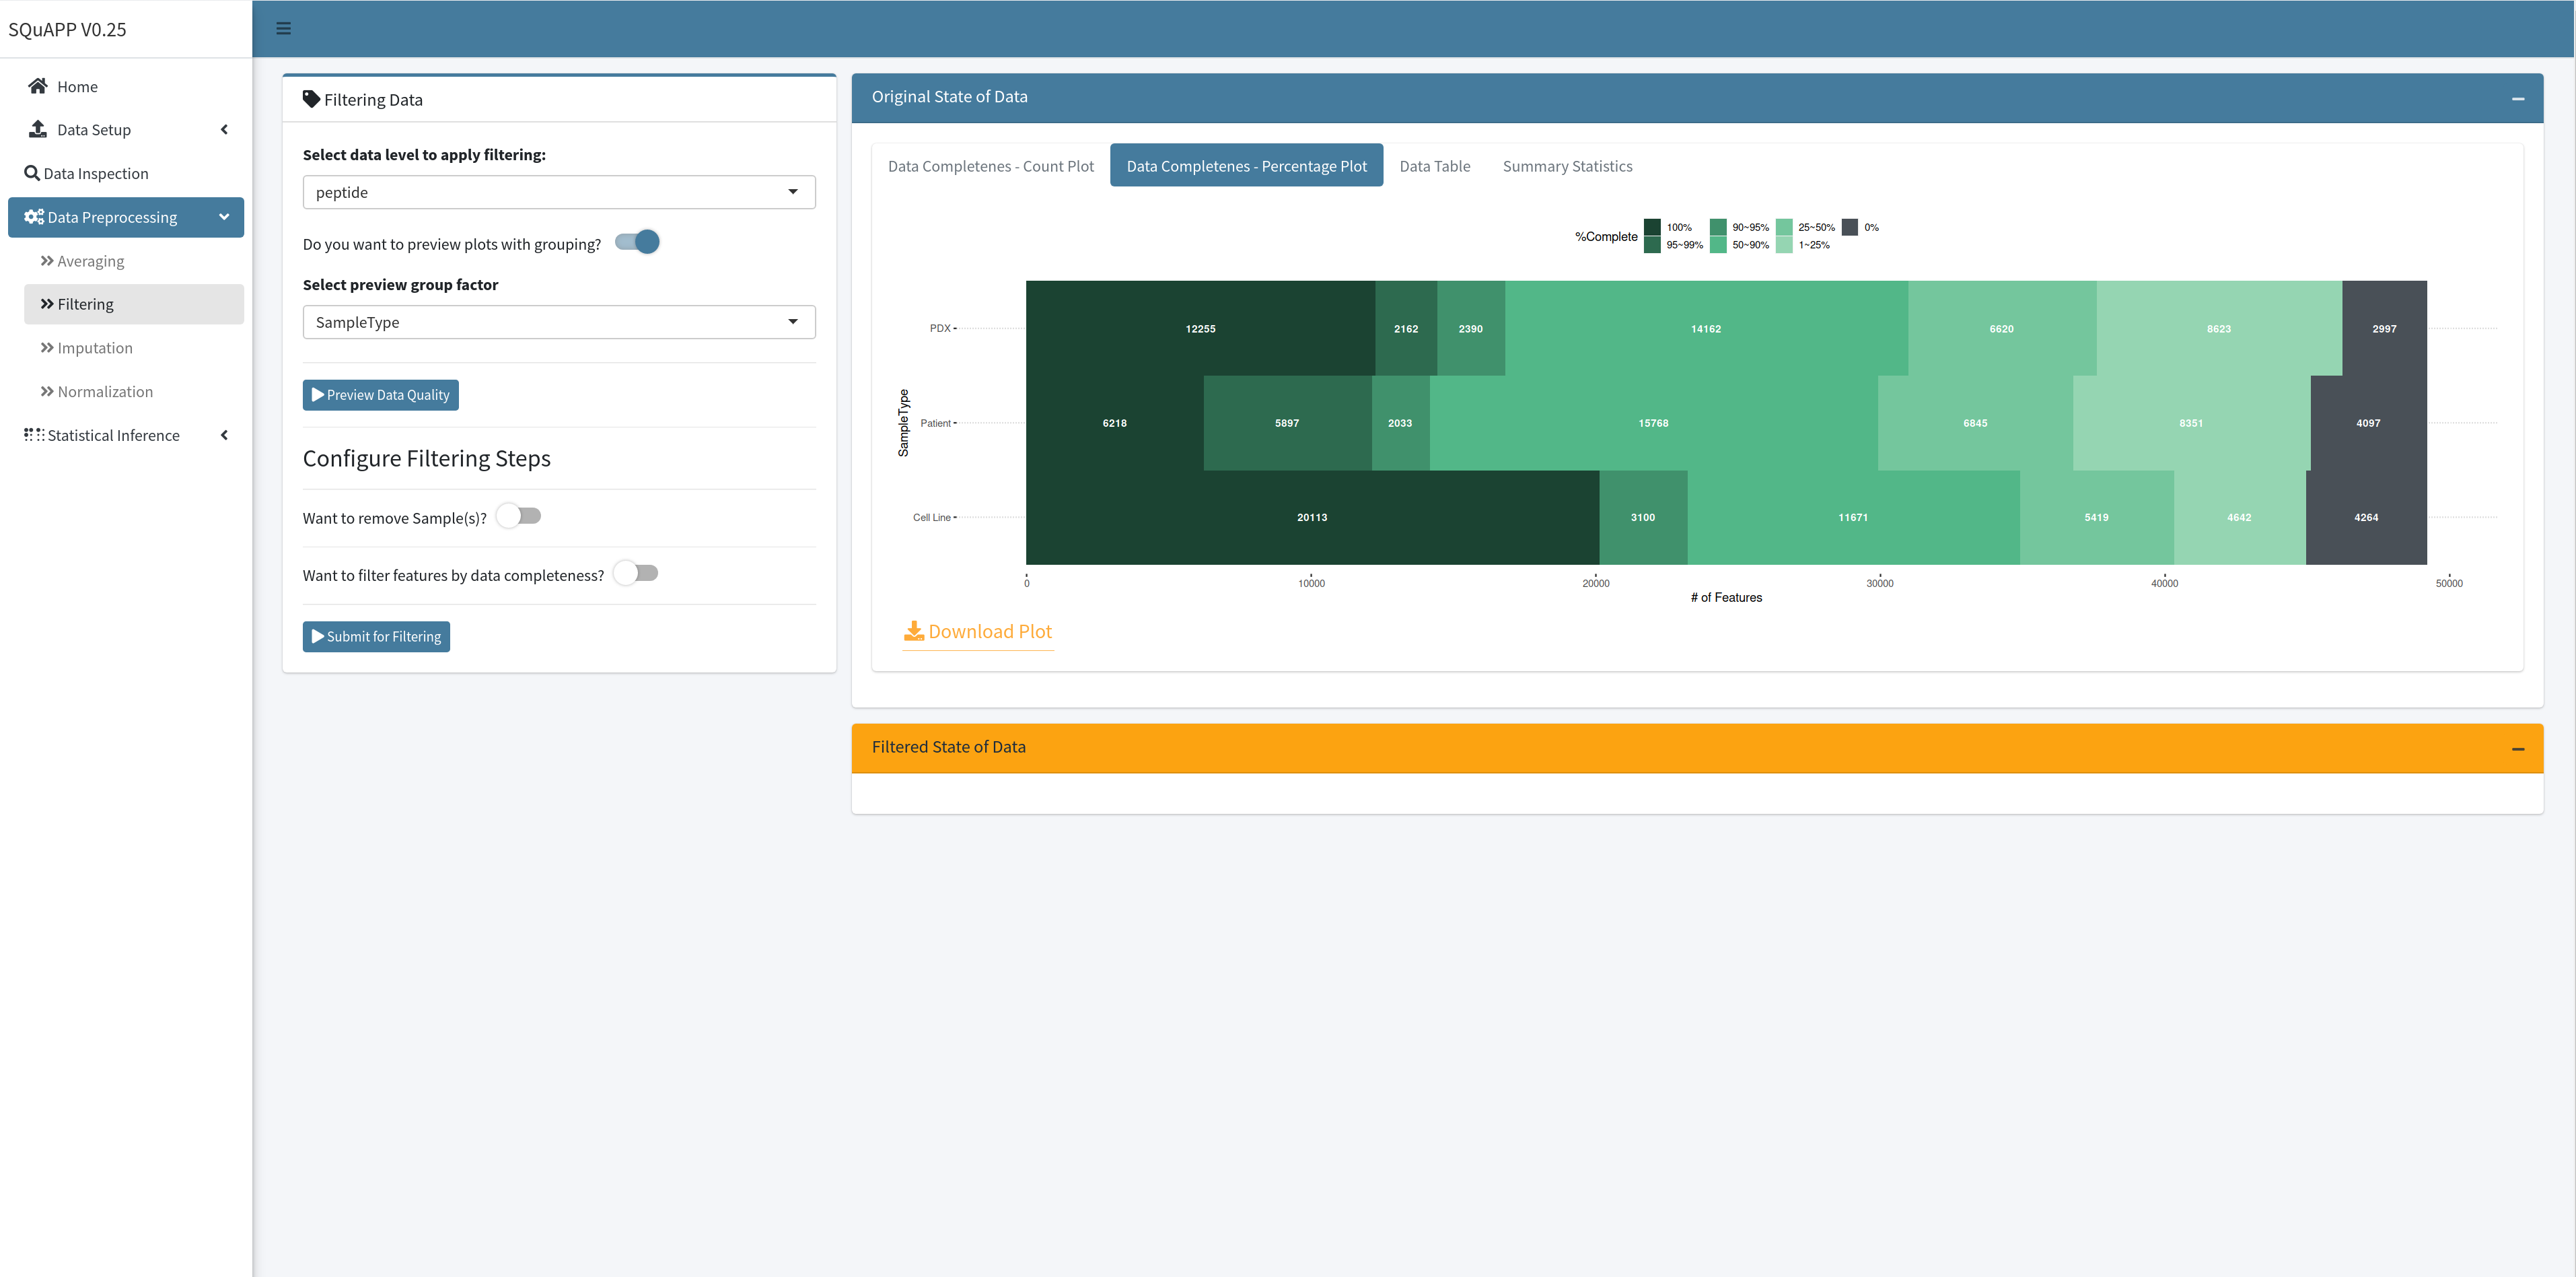 SQuAPP V0.25
Home
Data Setup
Data Inspection
Data Preprocessing
Averaging
Filtering
Imputation
Normalization
Statistical Inference
Filtering Data
Select data level to apply filtering:
peptide
Do you want to preview plots with grouping?
Select preview group factor
SampleType
Preview Data Quality
Configure Filtering Steps
Want to remove Sample(s)?
Want to filter features by data completeness?
Submit for Filtering
Original State of Data
Data Completenes - Count Plot Data Completenes - Percentage Plot Data Table Summary Statistics
%Complete
100% 90~95% 25~50% 0%
95~99% 50~90% 1~25%
SampleType
PDX 12255 2162 2390 14162 6620 8623 2997
Patient 6218 5897 2033 15768 6845 8351 4097
Cell Line 20113 3100 11671 5419 4642 4264
0 10000 20000 30000 40000 50000
# of Features
Download Plot
Filtered State of Data